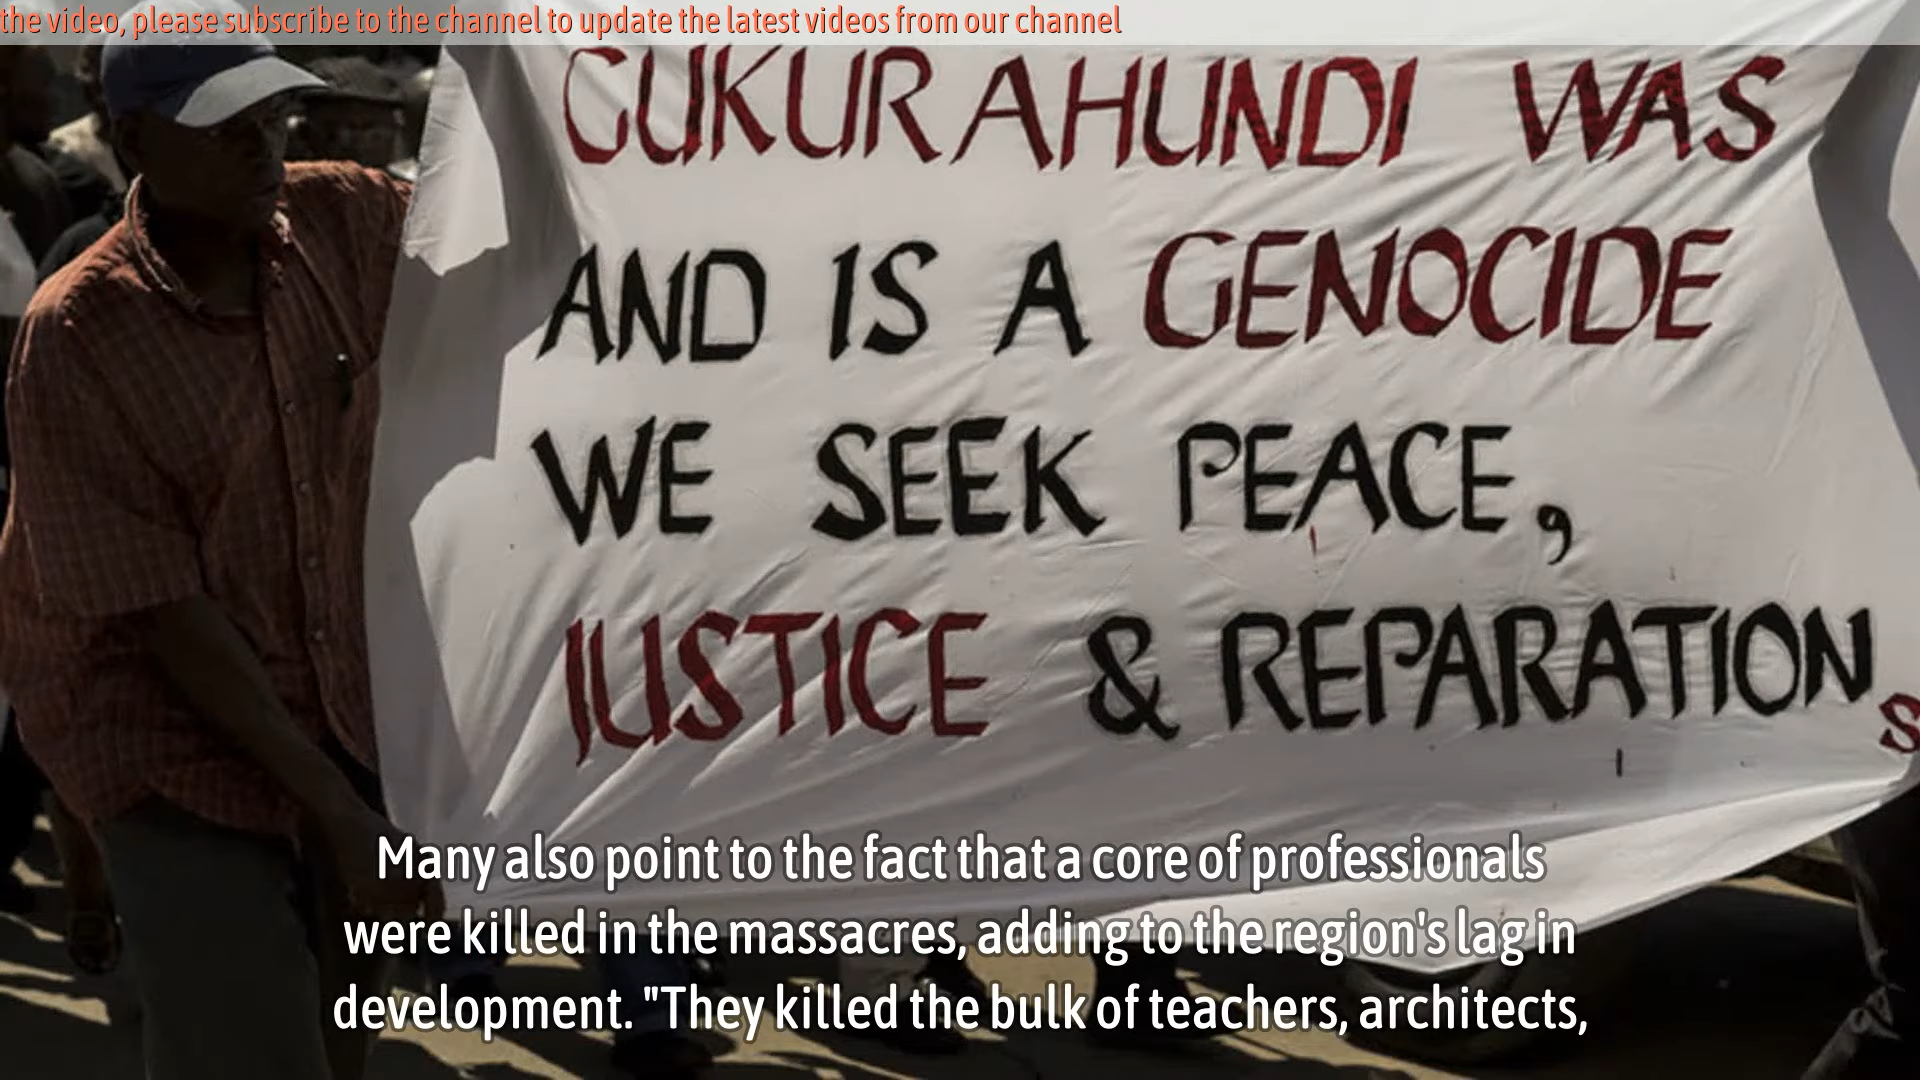 the video, please subscribe to the channel to update the latest videos from our channel
GUKURAHUNDI WAS
AND IS A GENOCIDE
WE SEEK PEACE,
JUSTICE & REPARATIONS
Many also point to the fact that a core of professionals
were killed in the massacres, adding to the region's lag in
development. "They killed the bulk of teachers, architects,